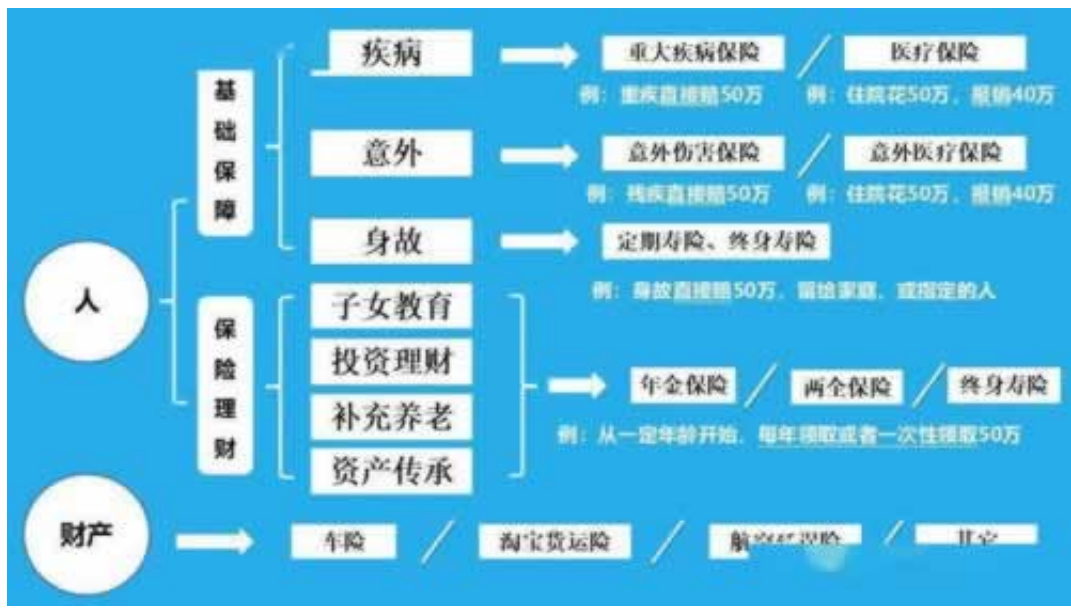 疾病
重大疾病保险
医疗保险
例：重疾直接赔50万
例：住院花50万，报销40万
基础保障
意外
意外伤害保险
意外医疗保险
例：残疾直接赔50万
例：住院花50万，报销40万
身故
定期寿险、终身寿险
例：身故直接赔50万，留给家庭，或指定的人
人
保险理财
子女教育
投资理财
补充养老
资产传承
年金保险
两全保险
终身寿险
例：从一定年龄开始，每年领取或者一次性领取50万
财产
车险
淘宝货运险